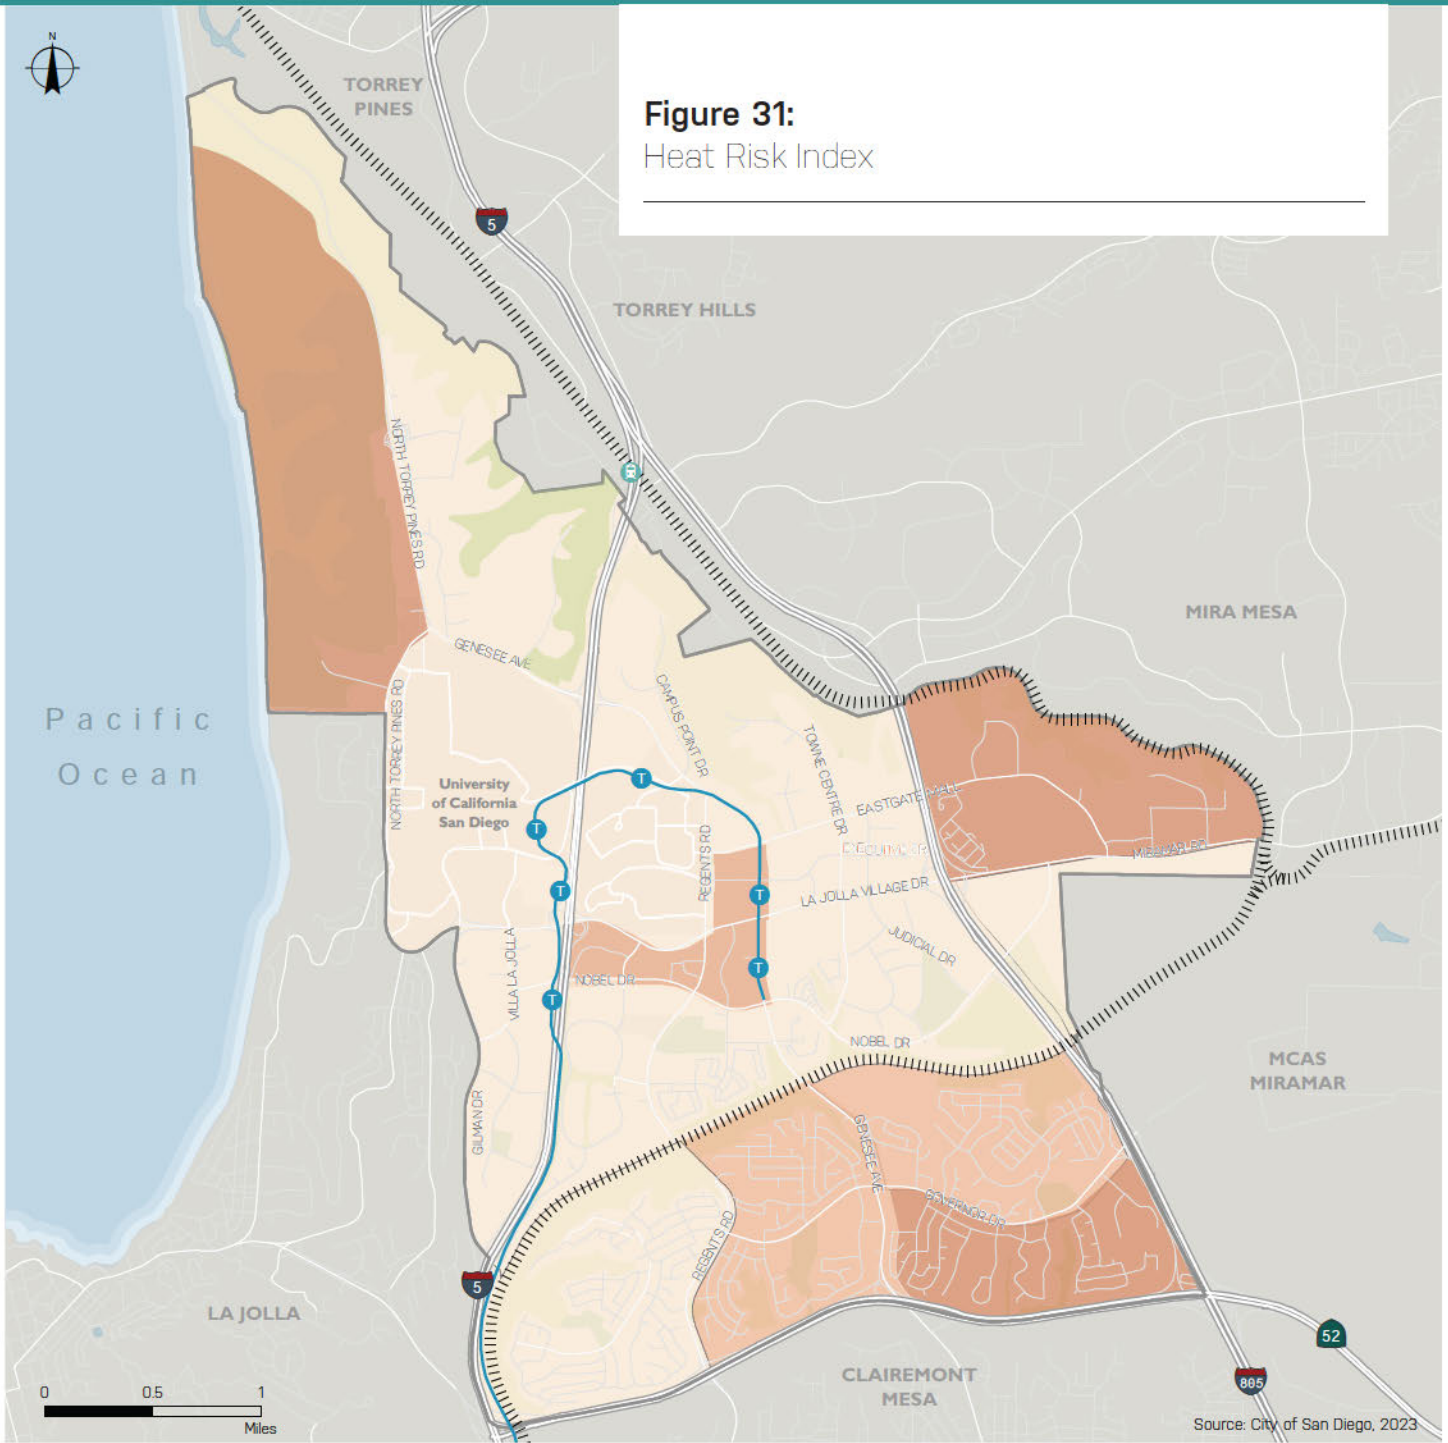 N
TORREY
PINES
Figure 31:
Heat Risk Index
5
TORREY HILLS
NORTH TORREY PINES RD
MIRA MESA
GENESEE AVE
CAMPUS POINT DR
NORTH TORREY PINES RD
Pacific
Ocean
TOWNE CENTRE DR
University
of California
San Diego
T
T
EASTGATE MALL
REGENTS RD
MIRAMAR RD
EXECUTIVE DR
T
T
LA JOLLA VILLAGE DR
VILLA LA JOLLA
JUDICIAL DR
T
NOBEL DR
T
NOBEL DR
MCAS
MIRAMAR
GILMAN DR
GENESEE AVE
GOVERNOR DR
REGENTS RD
5
LA JOLLA
52
CLAIREMONT
MESA
805
0 0.5 1
Miles
Source: City of San Diego, 2023